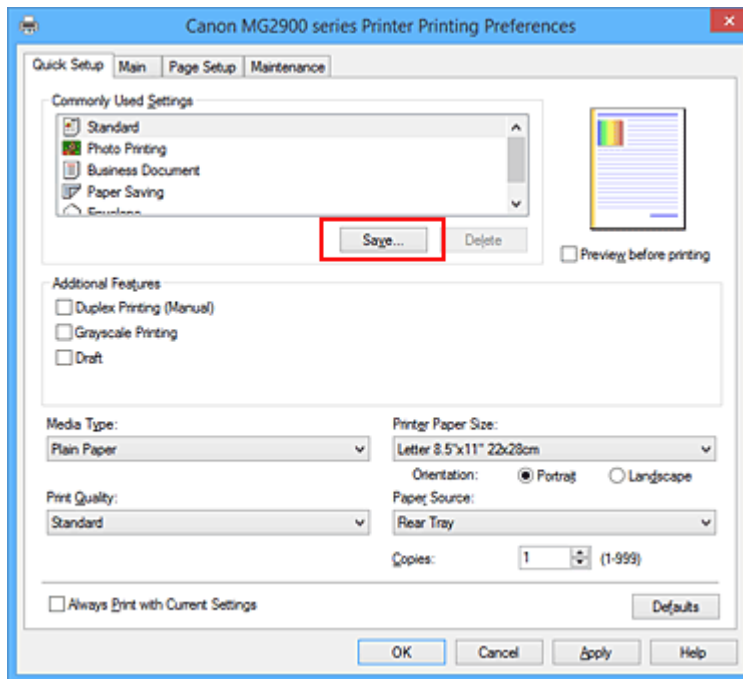 Canon MG2900 series Printer Printing Preferences
Quick Setup Main Page Setup Maintenance
Commonly Used Settings
Standard
Photo Printing
Business Document
Paper Saving
Envelope
Save... Delete
Preview before printing
Additional Features
Duplex Printing (Manual)
Grayscale Printing
Draft
Media Type:
Plain Paper
Printer Paper Size:
Letter 8.5"x11" 22x28cm
Orientation: Portrait Landscape
Print Quality:
Standard
Paper Source:
Rear Tray
Copies: 1 (1-999)
Always Print with Current Settings
Defaults
OK Cancel Apply Help